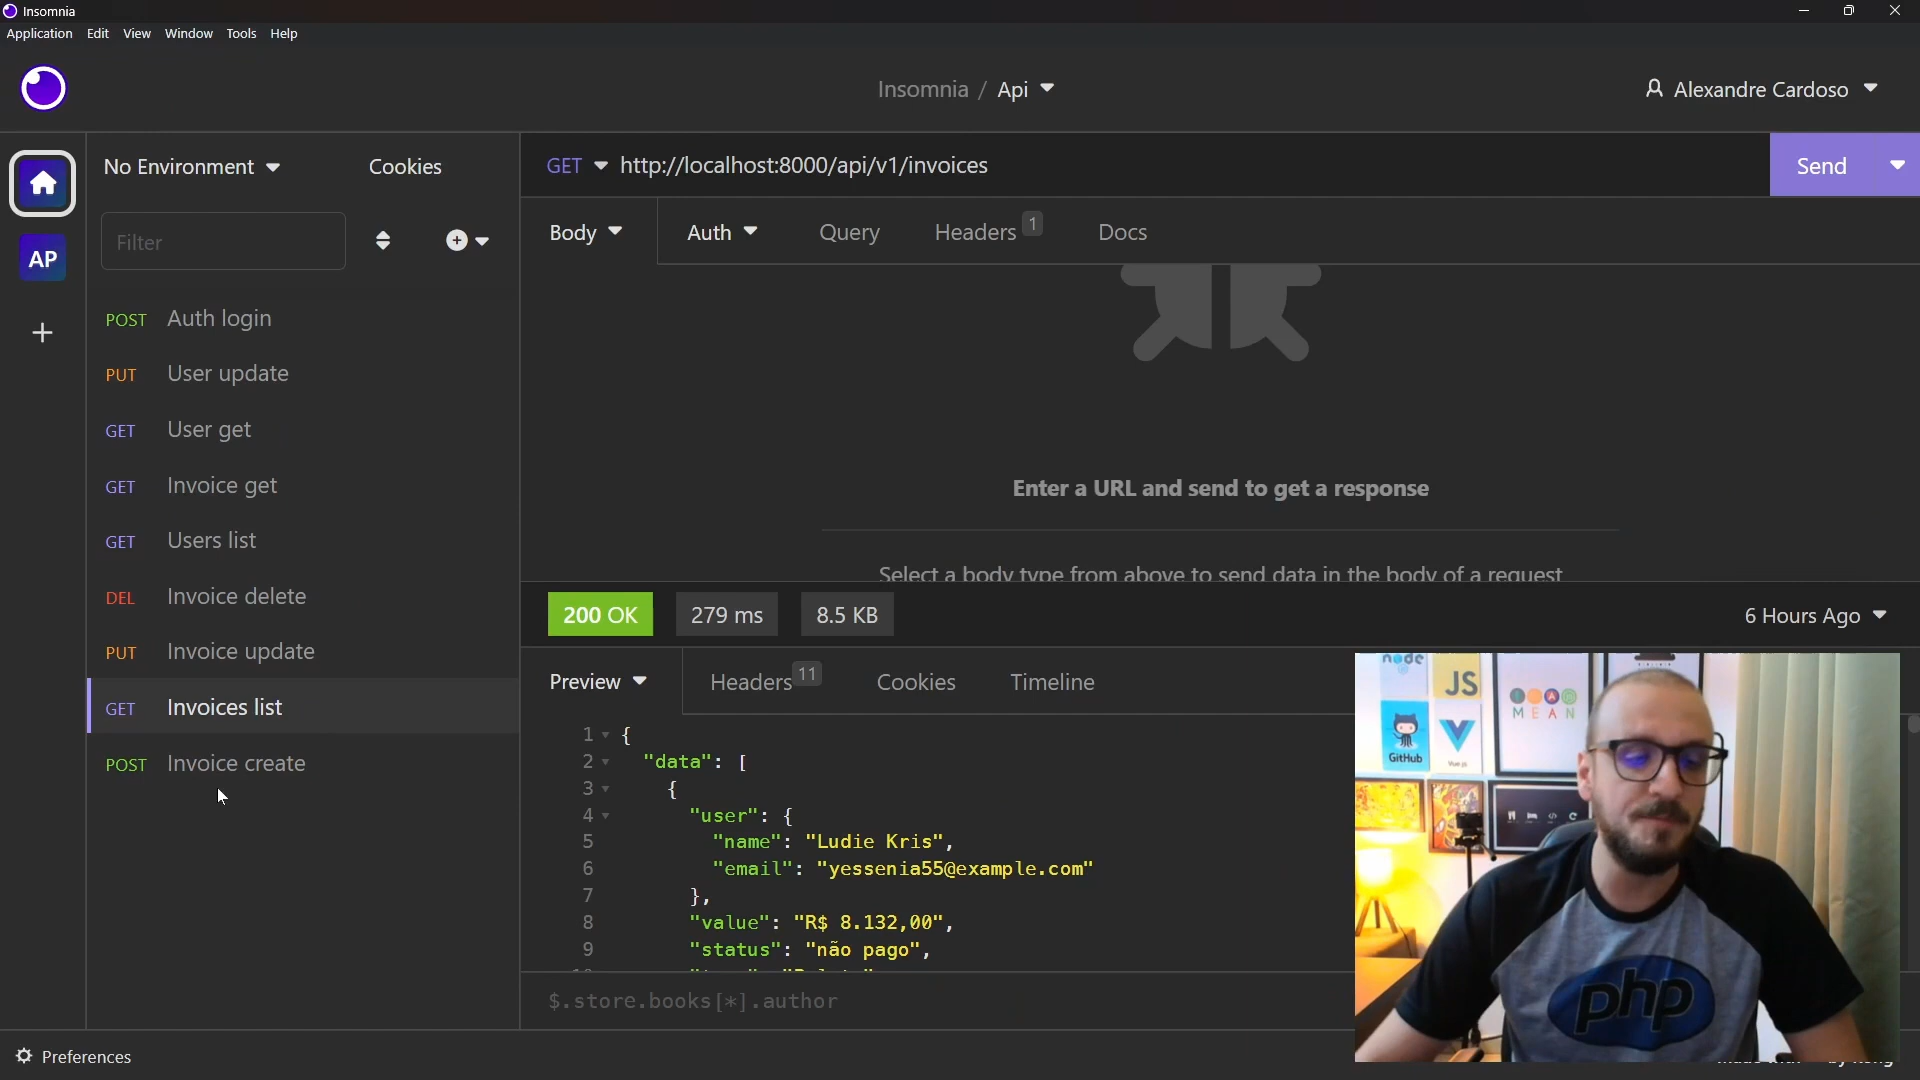 Insomnia
Application Edit View Window Tools Help
Insomnia / Api
Alexandre Cardoso
No Environment
Cookies
GET http://localhost:8000/api/v1/invoices
Send
Filter
Body
Auth
Query
Headers 1
Docs
AP
POST Auth login
PUT User update
GET User get
GET Invoice get
GET Users list
DEL Invoice delete
PUT Invoice update
GET Invoices list
POST Invoice create
Enter a URL and send to get a response
Select a body type from above to send data in the body of a request
200 OK
279 ms
8.5 KB
6 Hours Ago
Preview
Headers 11
Cookies
Timeline
1 {
2 "data": [
3 {
4 "user": {
5 "name": "Ludie Kris",
6 "email": "yessenia55@example.com"
7 },
8 "value": "R$ 8.132,00",
9 "status": "não pago",
$.store.books[*].author
Preferences
node
JS
MEAN
GitHub
Vue js
php